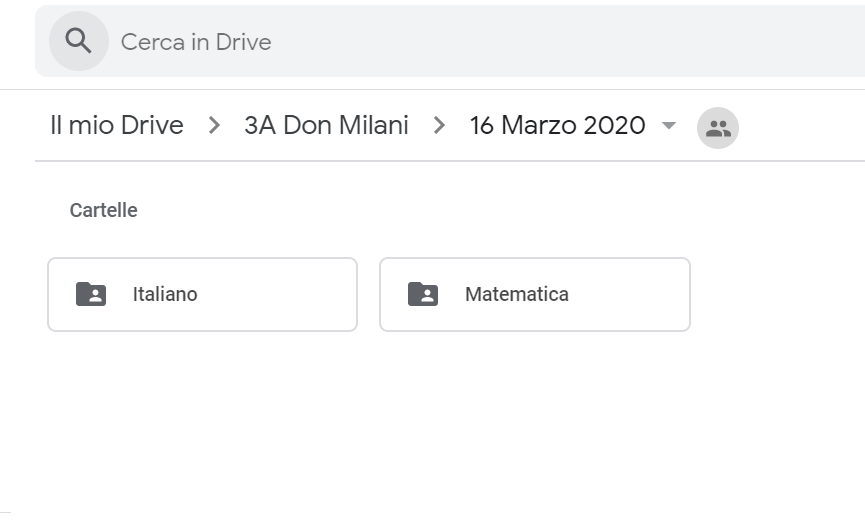 Cerca in Drive
Il mio Drive > 3A Don Milani > 16 Marzo 2020
Cartelle
Italiano Matematica